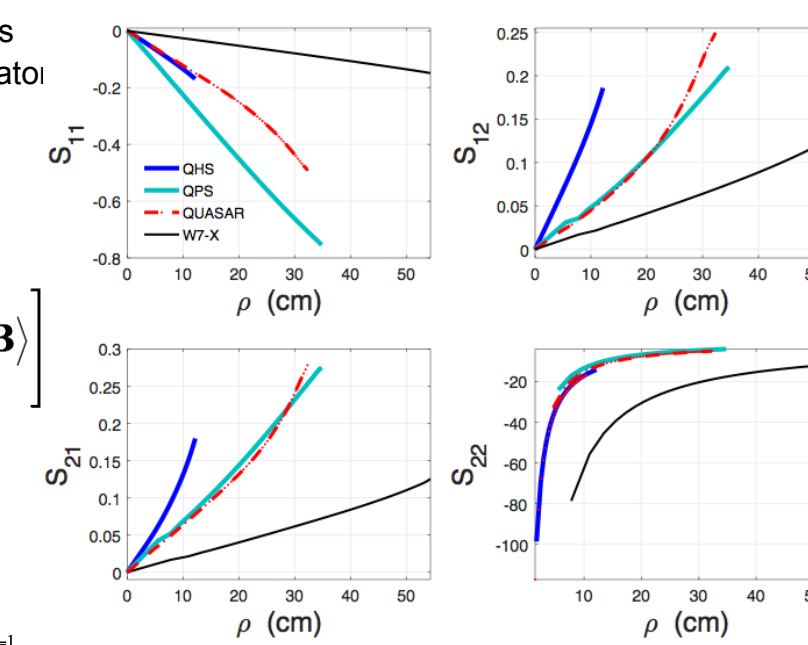 s
ator
S11
0
-0.2
-0.4
-0.6
-0.8
QHS
QPS
QUASAR
W7-X
0 10 20 30 40 50
ρ (cm)
S12
0.25
0.2
0.15
0.1
0.05
0
0 10 20 30 40
ρ (cm)
B⟩]
S21
0.3
0.25
0.2
0.15
0.1
0.05
0
0 10 20 30 40 50
ρ (cm)
S22
-20
-40
-60
-80
-100
10 20 30 40
ρ (cm)
=1